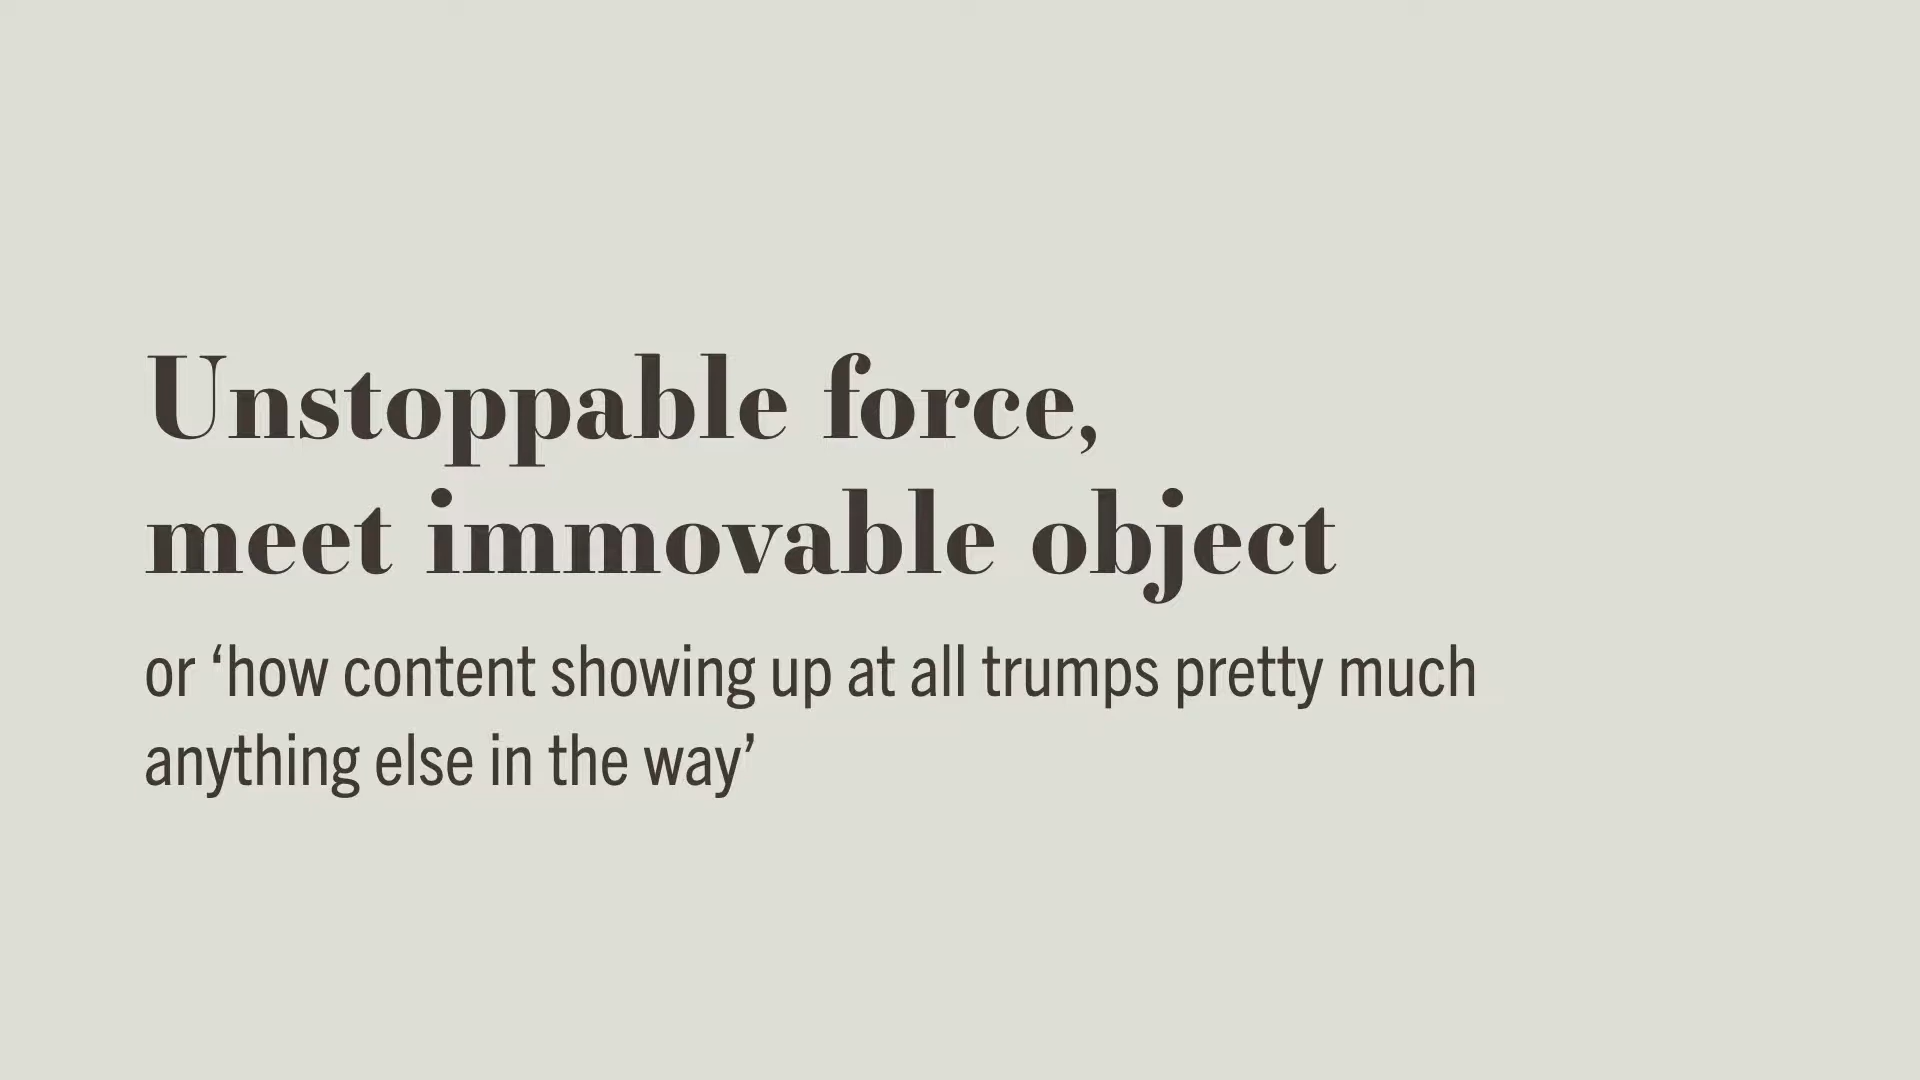 Unstoppable force,
meet immovable object
or ‘how content showing up at all trumps pretty much
anything else in the way’